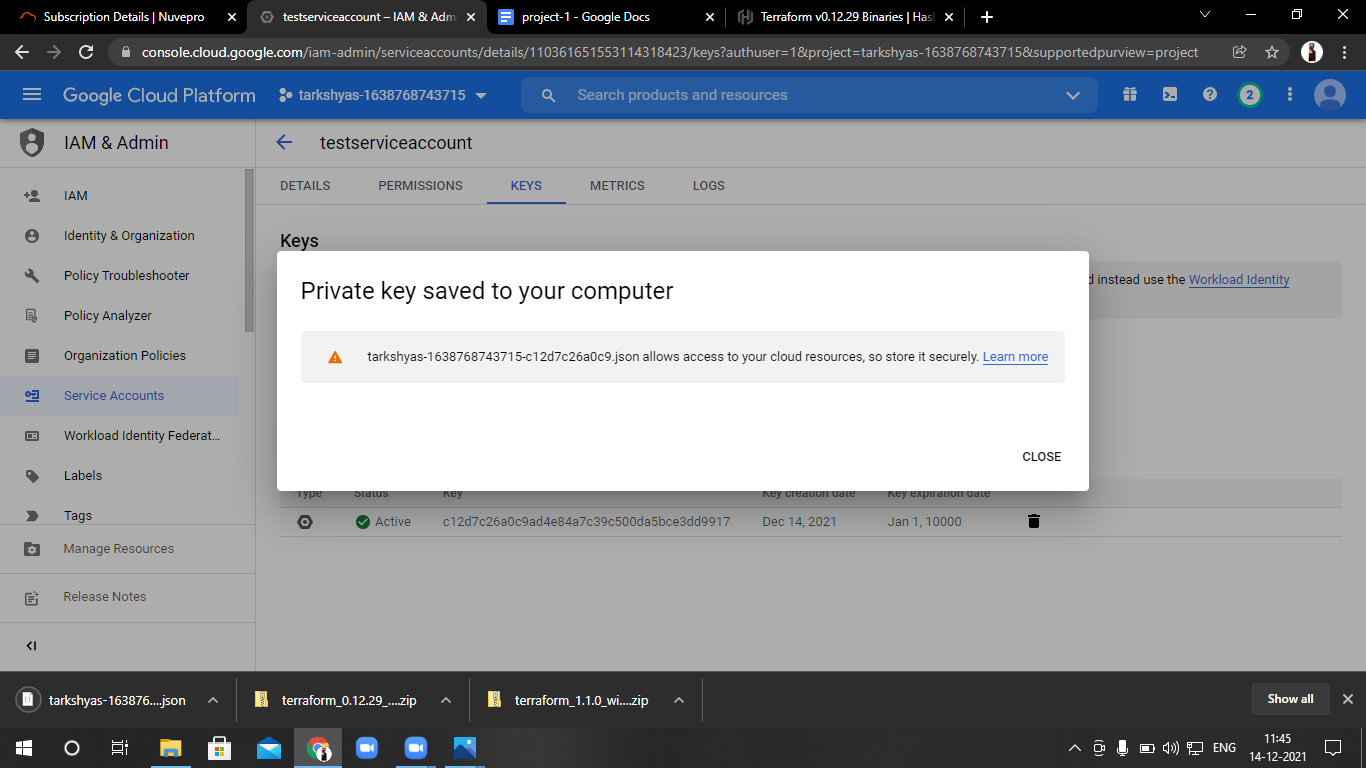 Subscription Details | Nuvepro
testserviceaccount – IAM & Adm
project-1 - Google Docs
Terraform v0.12.29 Binaries | Has
console.cloud.google.com/iam-admin/serviceaccounts/details/110361651553114318423/keys?authuser=1&project=tarkshyas-1638768743715&supportedpurview=project
Google Cloud Platform
tarkshyas-1638768743715
Search products and resources
2
IAM & Admin
testserviceaccount
DETAILS
PERMISSIONS
KEYS
METRICS
LOGS
IAM
Identity & Organization
Policy Troubleshooter
Policy Analyzer
Organization Policies
Service Accounts
Workload Identity Federat...
Labels
Tags
Manage Resources
Release Notes
Keys
d instead use the Workload Identity
Private key saved to your computer
tarkshyas-1638768743715-c12d7c26a0c9.json allows access to your cloud resources, so store it securely. Learn more
CLOSE
Type
Status
Key
Key creation date
Key expiration date
Active
c12d7c26a0c9ad4e84a7c39c500da5bce3dd9917
Dec 14, 2021
Jan 1, 10000
tarkshyas-163876....json
terraform_0.12.29_....zip
terraform_1.1.0_wi....zip
Show all
ENG
11:45
14-12-2021